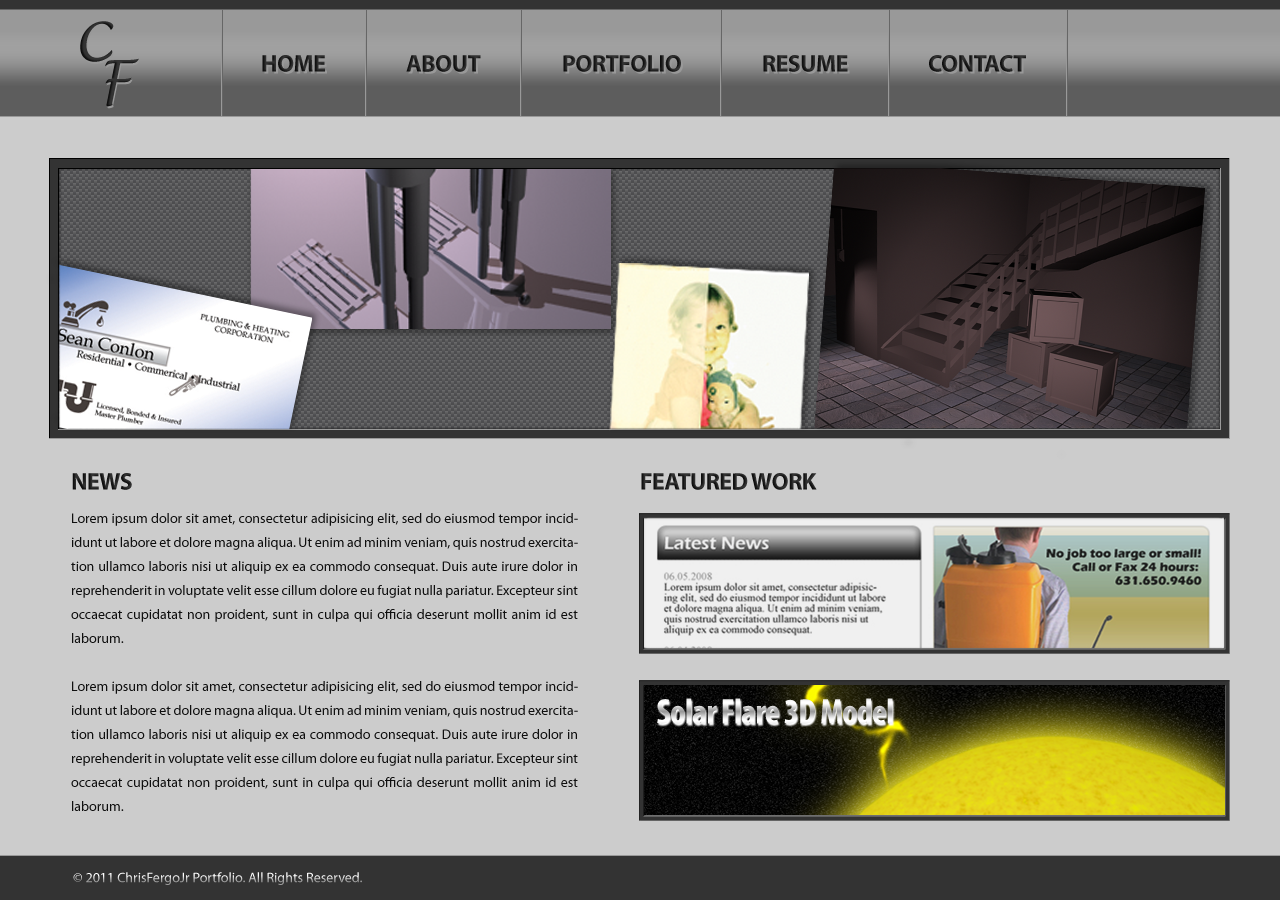 CF
HOME ABOUT PORTFOLIO RESUME CONTACT
PLUMBING & HEATING
CORPORATION
Sean Conlon
Residential • Commerical • Industrial
Licensed, Bonded & Insured
Master Plumber
NEWS
Lorem ipsum dolor sit amet, consectetur adipisicing elit, sed do eiusmod tempor incid-
idunt ut labore et dolore magna aliqua. Ut enim ad minim veniam, quis nostrud exercita-
tion ullamco laboris nisi ut aliquip ex ea commodo consequat. Duis aute irure dolor in
reprehenderit in voluptate velit esse cillum dolore eu fugiat nulla pariatur. Excepteur sint
occaecat cupidatat non proident, sunt in culpa qui officia deserunt mollit anim id est
laborum.
Lorem ipsum dolor sit amet, consectetur adipisicing elit, sed do eiusmod tempor incid-
idunt ut labore et dolore magna aliqua. Ut enim ad minim veniam, quis nostrud exercita-
tion ullamco laboris nisi ut aliquip ex ea commodo consequat. Duis aute irure dolor in
reprehenderit in voluptate velit esse cillum dolore eu fugiat nulla pariatur. Excepteur sint
occaecat cupidatat non proident, sunt in culpa qui officia deserunt mollit anim id est
laborum.
FEATURED WORK
Latest News
06.05.2008
Lorem ipsum dolor sit amet, consectetur adipisic-
ing elit, sed do eiusmod tempor incididunt ut labore
et dolore magna aliqua. Ut enim ad minim veniam,
quis nostrud exercitation ullamco laboris nisi ut
aliquip ex ea commodo consequat.
No job too large or small!
Call or Fax 24 hours:
631.650.9460
Solar Flare 3D Model
© 2011 ChrisFergoJr Portfolio. All Rights Reserved.